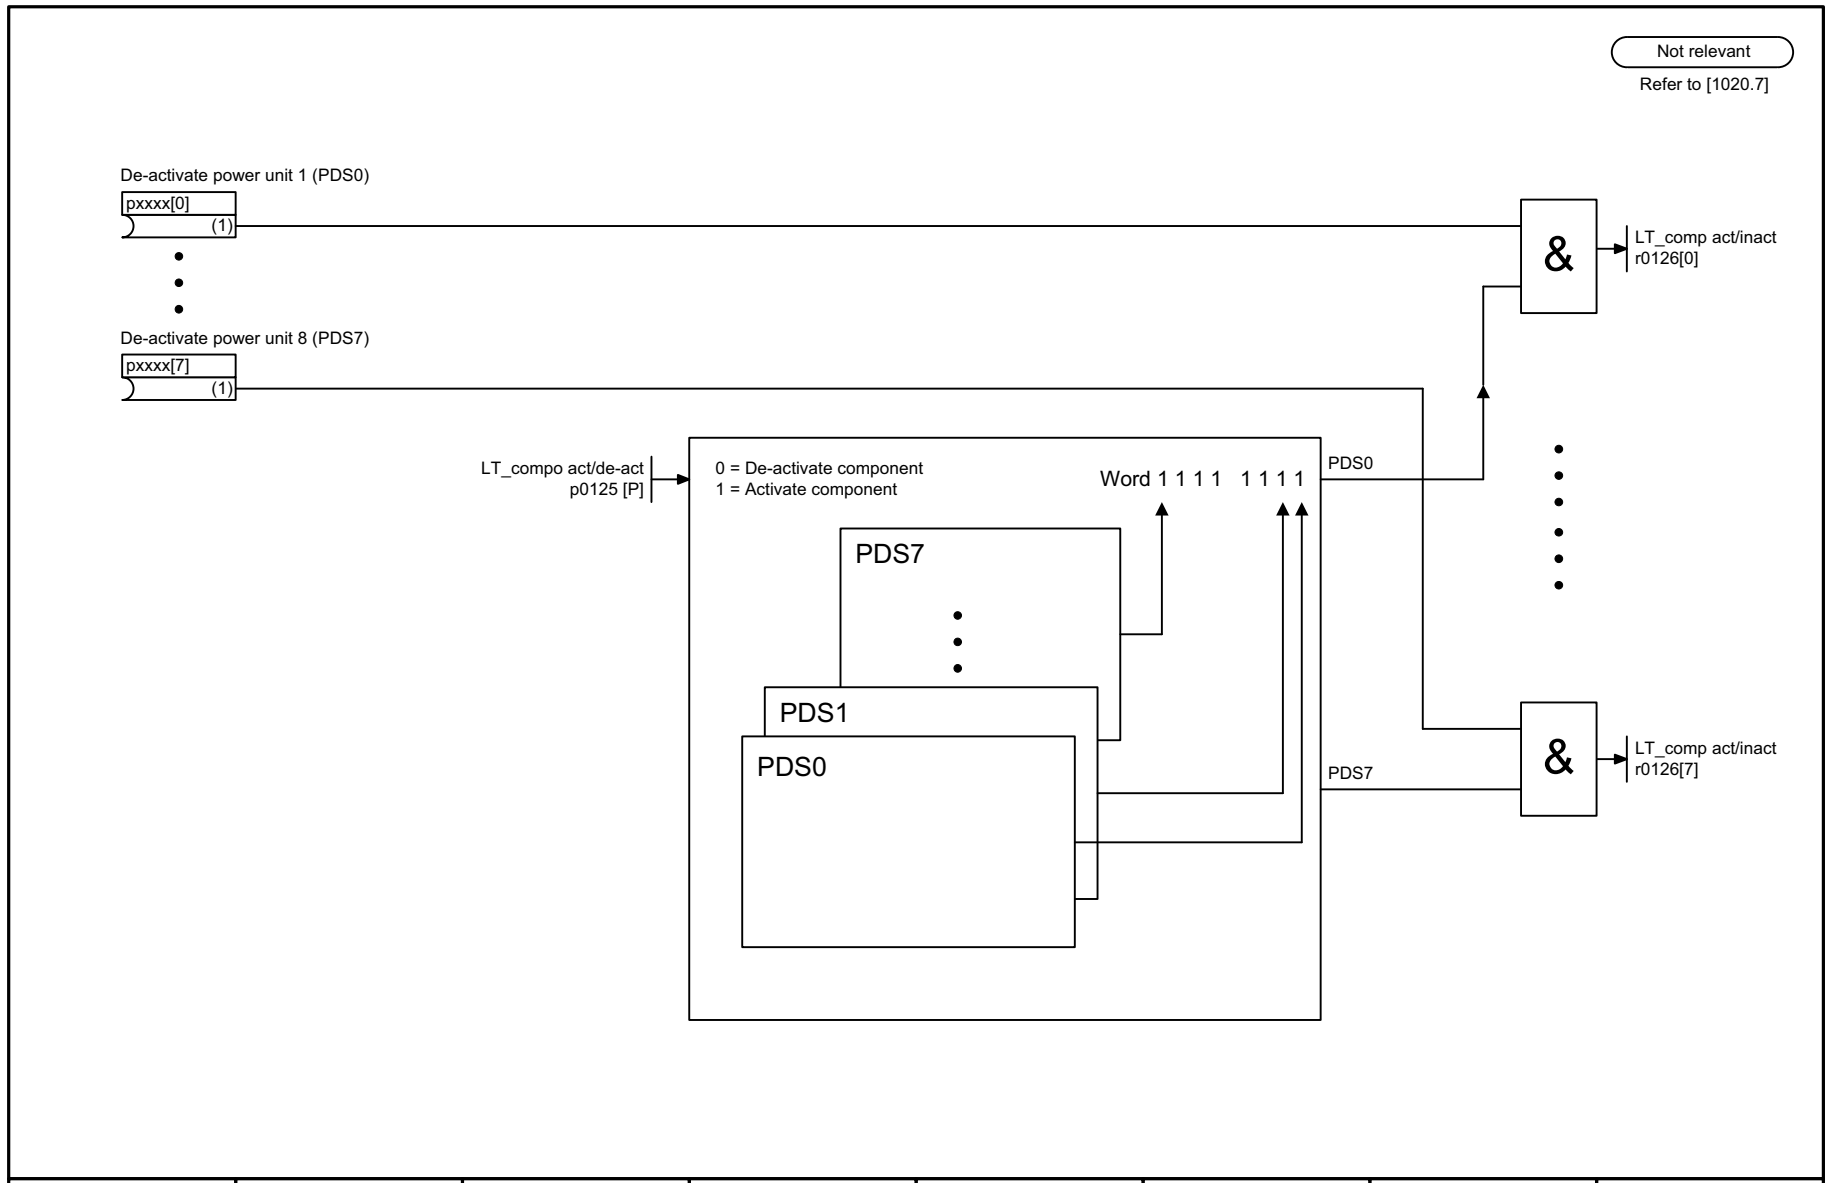 Not relevant
Refer to [1020.7]
De-activate power unit 1 (PDS0)
pxxxx[0]
(1)
&
LT_comp act/inact
r0126[0]
De-activate power unit 8 (PDS7)
pxxxx[7]
(1)
LT_compo act/de-act
p0125 [P]
0 = De-activate component
1 = Activate component
Word 1 1 1 1 1 1 1 1
PDS0
PDS7
PDS1
PDS0
PDS7
&
LT_comp act/inact
r0126[7]